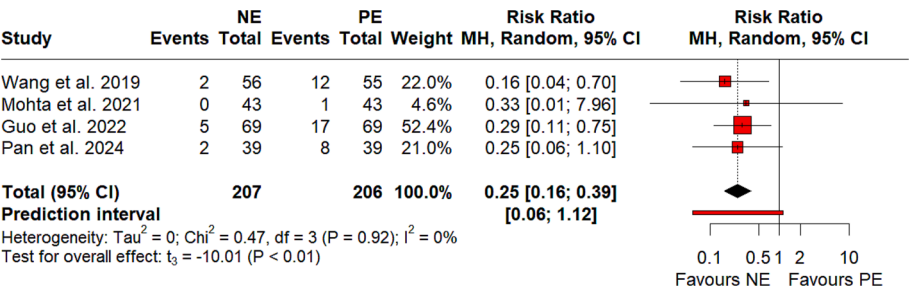 NE PE Risk Ratio Risk Ratio
Study Events Total Events Total Weight MH, Random, 95% CI MH, Random, 95% CI
Wang et al. 2019 2 56 12 55 22.0% 0.16 [0.04; 0.70]
Mohta et al. 2021 0 43 1 43 4.6% 0.33 [0.01; 7.96]
Guo et al. 2022 5 69 17 69 52.4% 0.29 [0.11; 0.75]
Pan et al. 2024 2 39 8 39 21.0% 0.25 [0.06; 1.10]
Total (95% CI) 207 206 100.0% 0.25 [0.16; 0.39]
Prediction interval [0.06; 1.12]
Heterogeneity: Tau² = 0; Chi² = 0.47, df = 3 (P = 0.92); I² = 0%
Test for overall effect: t₃ = -10.01 (P < 0.01)
0.1 0.5 1 2 10
Favours NE Favours PE